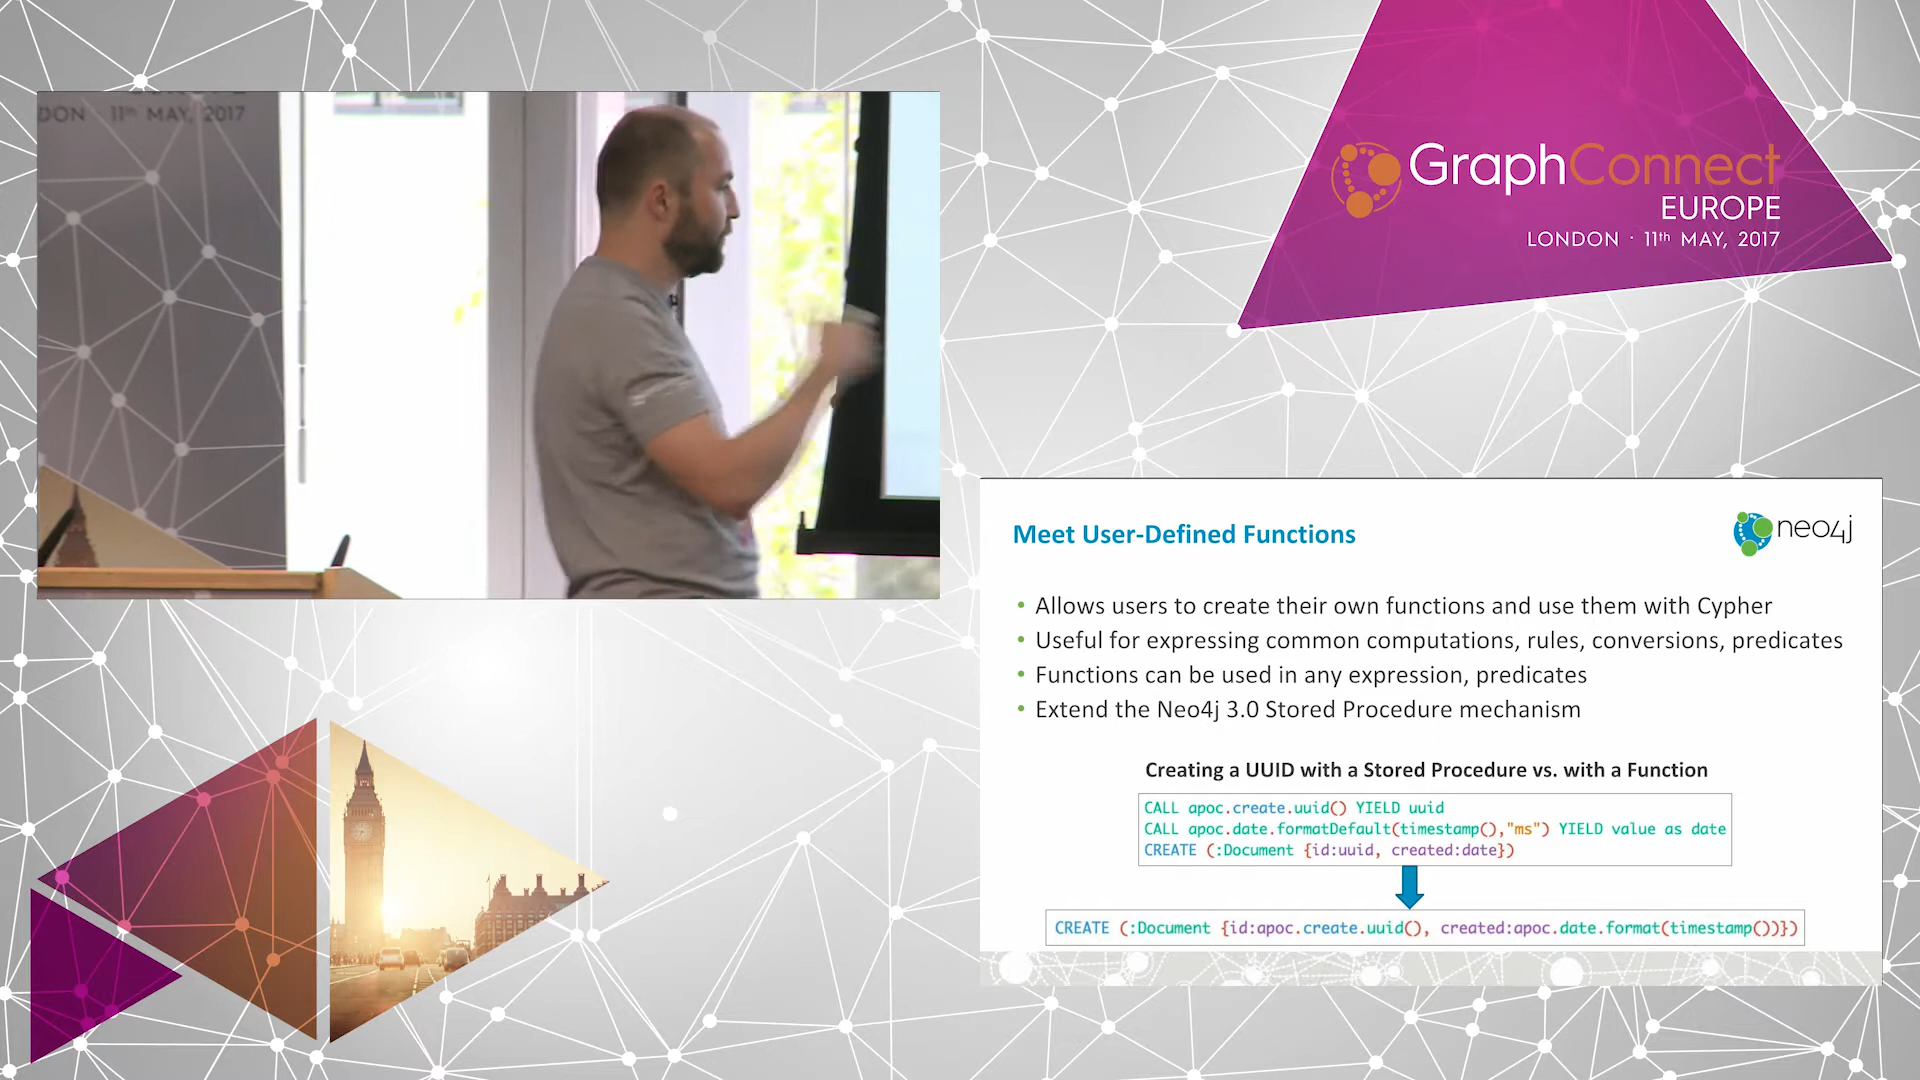 DON 11th MAY, 2017
GraphConnect
EUROPE
LONDON · 11th MAY, 2017
Meet User-Defined Functions
neo4j
• Allows users to create their own functions and use them with Cypher
• Useful for expressing common computations, rules, conversions, predicates
• Functions can be used in any expression, predicates
• Extend the Neo4j 3.0 Stored Procedure mechanism
Creating a UUID with a Stored Procedure vs. with a Function
CALL apoc.create.uuid() YIELD uuid
CALL apoc.date.formatDefault(timestamp(),"ms") YIELD value as date
CREATE (:Document {id:uuid, created:date})
CREATE (:Document {id:apoc.create.uuid(), created:apoc.date.format(timestamp())})